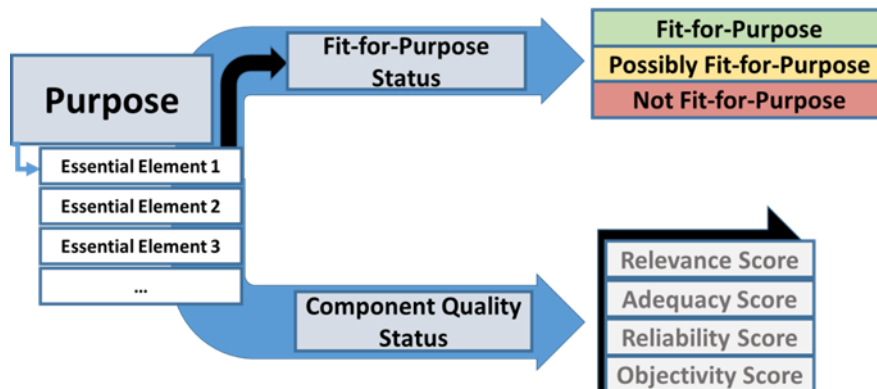 Purpose
Essential Element 1
Essential Element 2
Essential Element 3
...
Fit-for-Purpose
Status
Fit-for-Purpose
Possibly Fit-for-Purpose
Not Fit-for-Purpose
Component Quality
Status
Relevance Score
Adequacy Score
Reliability Score
Objectivity Score